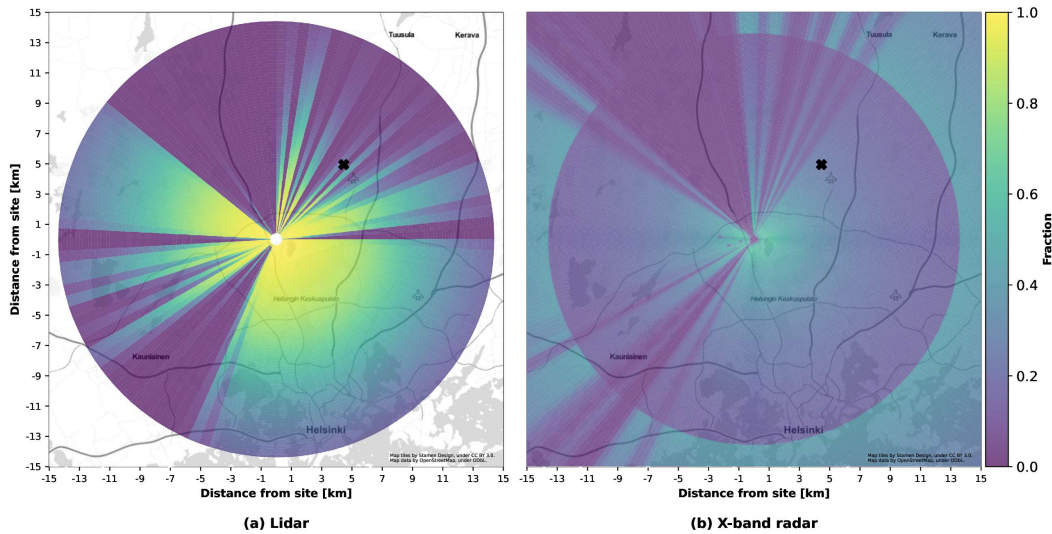 15
13
11
9
7
5
3
1
-1
-3
-5
-7
-9
-11
-13
-15
Distance from site [km]
Tuusula
Kerava
Helsingin Keskuspuisto
Kauniainen
Helsinki
Map tiles by Stamen Design, under CC BY 3.0.
Map data by OpenStreetMap, under ODbL.
-15 -13 -11 -9 -7 -5 -3 -1 1 3 5 7 9 11 13 15
Distance from site [km]
(a) Lidar
Tuusula
Kerava
Helsingin Keskuspuisto
Kauniainen
Helsinki
Map tiles by Stamen Design, under CC BY 3.0.
Map data by OpenStreetMap, under ODbL.
-15 -13 -11 -9 -7 -5 -3 -1 1 3 5 7 9 11 13 15
Distance from site [km]
(b) X-band radar
1.0
0.8
0.6
0.4
0.2
0.0
Fraction